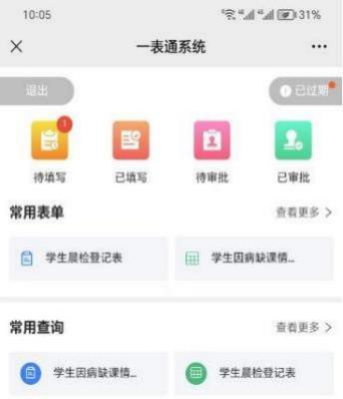 10:05 31%
一表通系统
退出 已过期
1
待填写 已填写 待审批 已审批
常用表单 查看更多 >
学生晨检登记表 学生因病缺课情...
常用查询 查看更多 >
学生因病缺课情... 学生晨检登记表